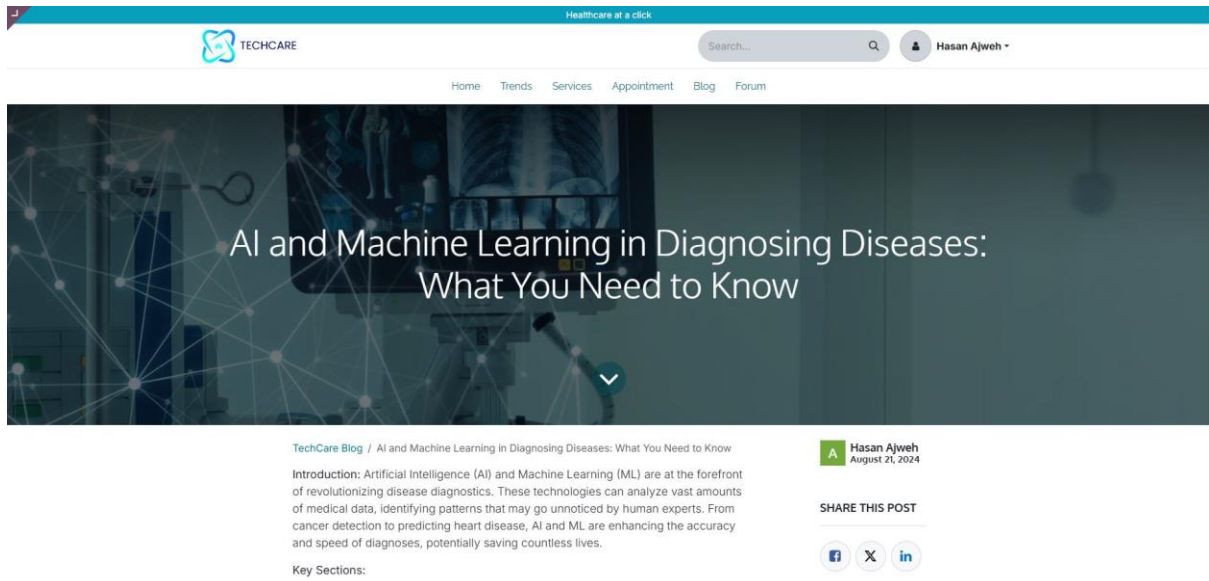 Healthcare at a click
TECHCARE
Search...
Hasan Ajweh
Home Trends Services Appointment Blog Forum
AI and Machine Learning in Diagnosing Diseases:
What You Need to Know
TechCare Blog / AI and Machine Learning in Diagnosing Diseases: What You Need to Know
Introduction: Artificial Intelligence (AI) and Machine Learning (ML) are at the forefront
of revolutionizing disease diagnostics. These technologies can analyze vast amounts
of medical data, identifying patterns that may go unnoticed by human experts. From
cancer detection to predicting heart disease, AI and ML are enhancing the accuracy
and speed of diagnoses, potentially saving countless lives.
Key Sections:
A
Hasan Ajweh
August 21, 2024
SHARE THIS POST